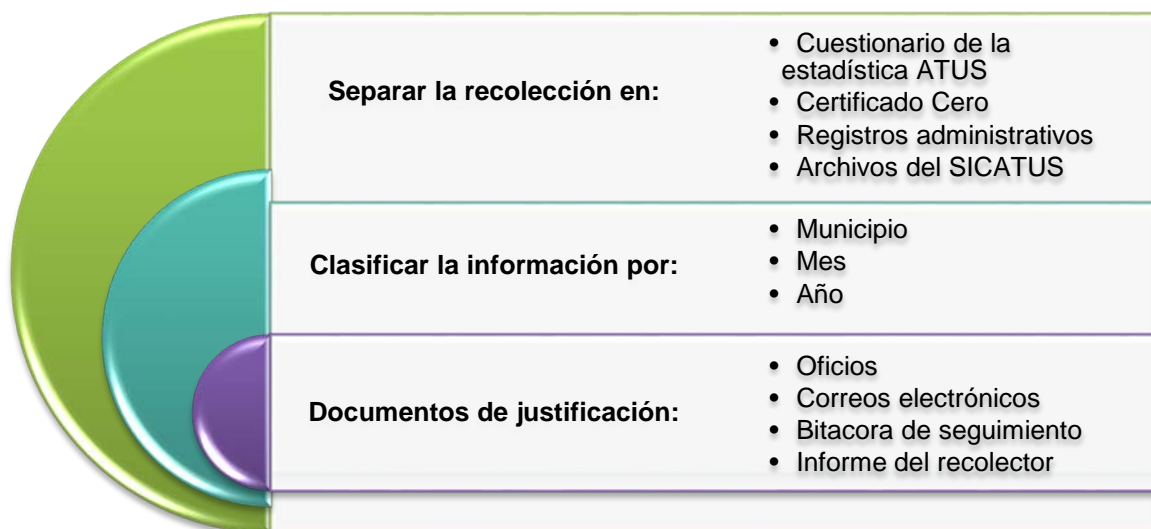 Separar la recolección en:
• Cuestionario de la
estadística ATUS
• Certificado Cero
• Registros administrativos
• Archivos del SICATUS
Clasificar la información por:
• Municipio
• Mes
• Año
Documentos de justificación:
• Oficios
• Correos electrónicos
• Bitacora de seguimiento
• Informe del recolector